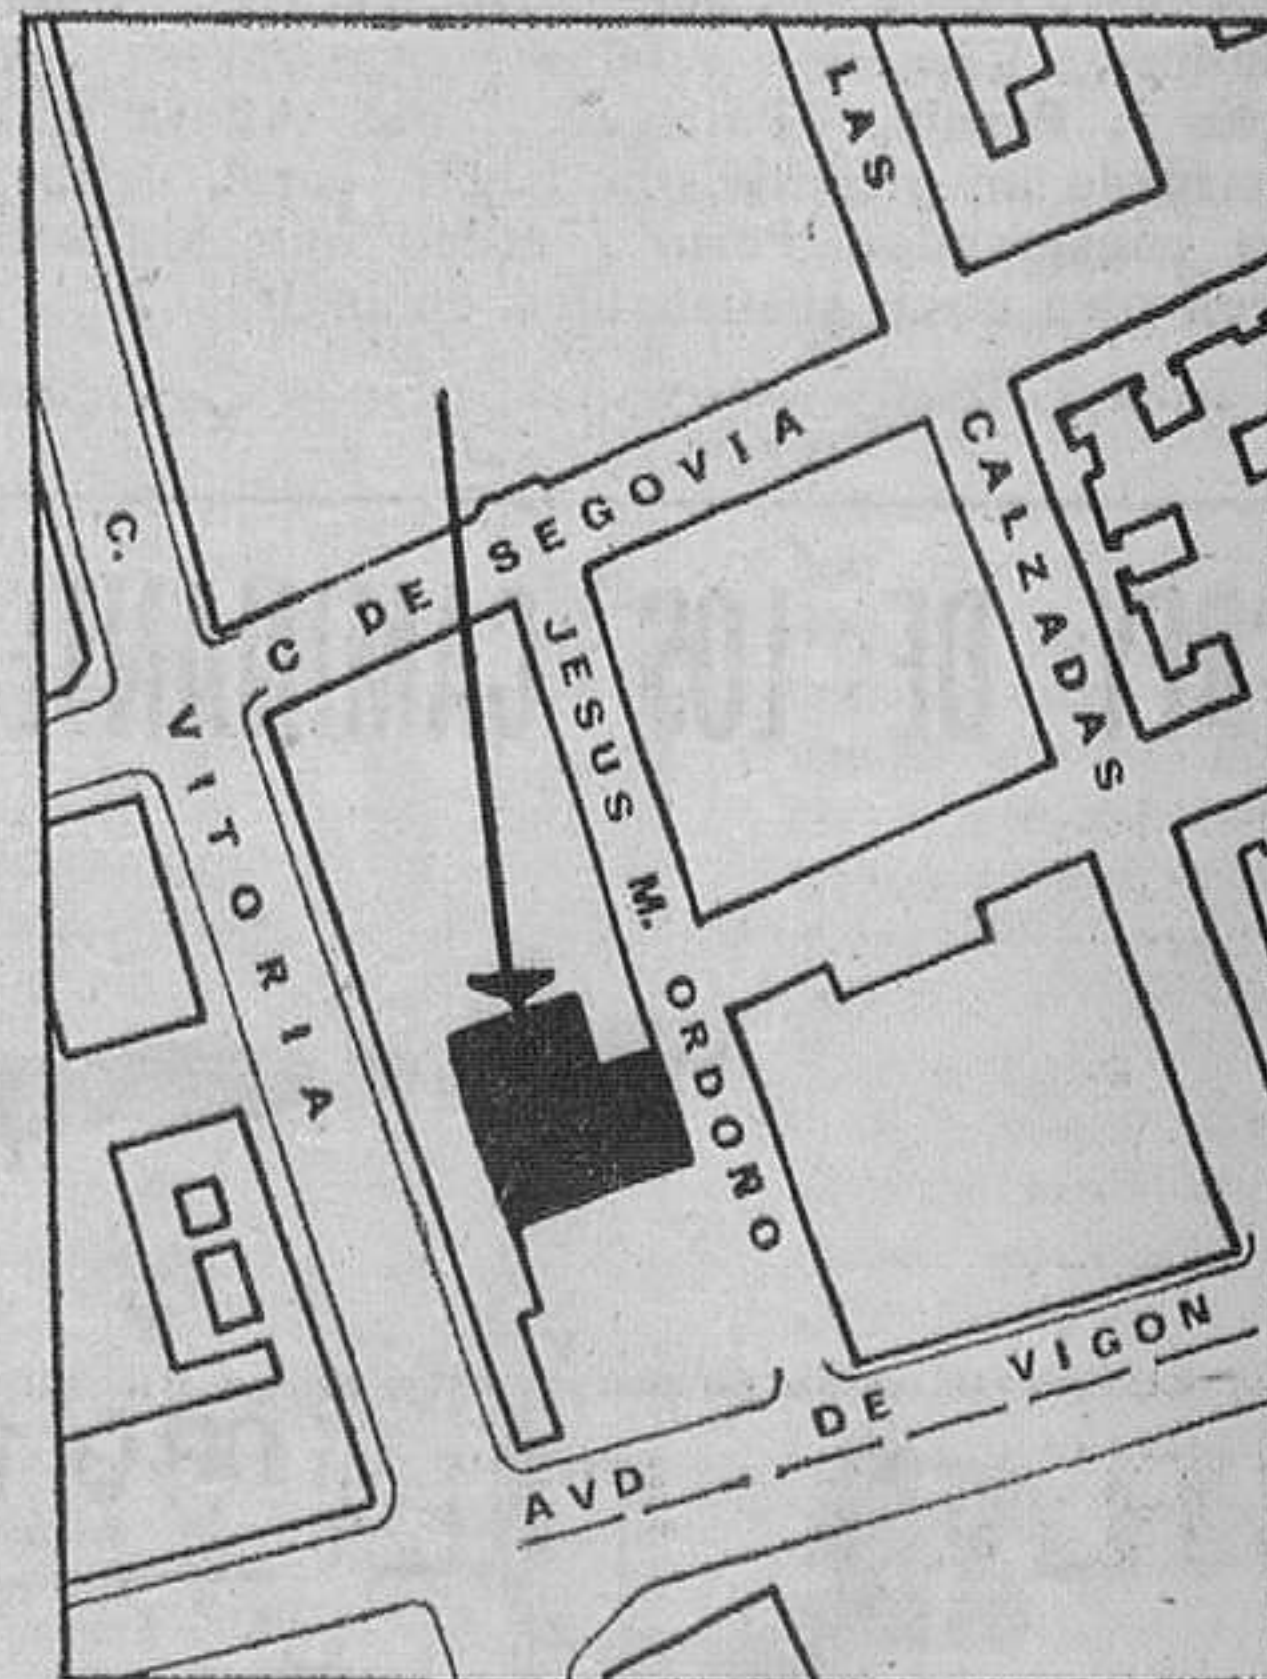 LAS CALZADAS
C DE SEGOVIA
C. VITORIA
JESUS M. ORDOÑO
AVD DE VIGON